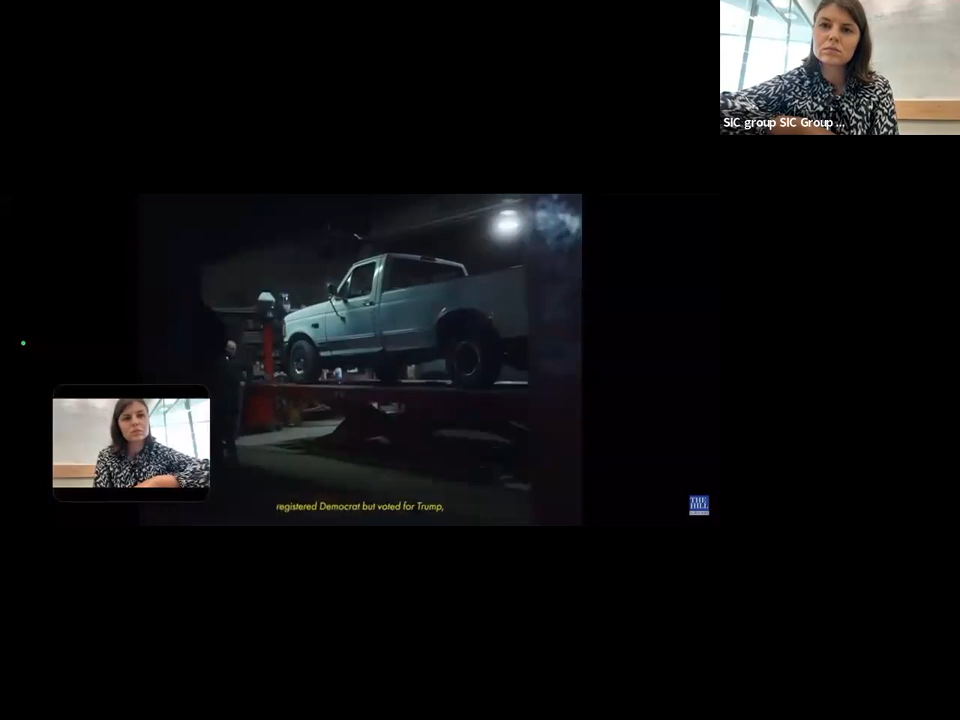 SIC group SIC Group ...
registered Democrat but voted for Trump,
THE
HILL